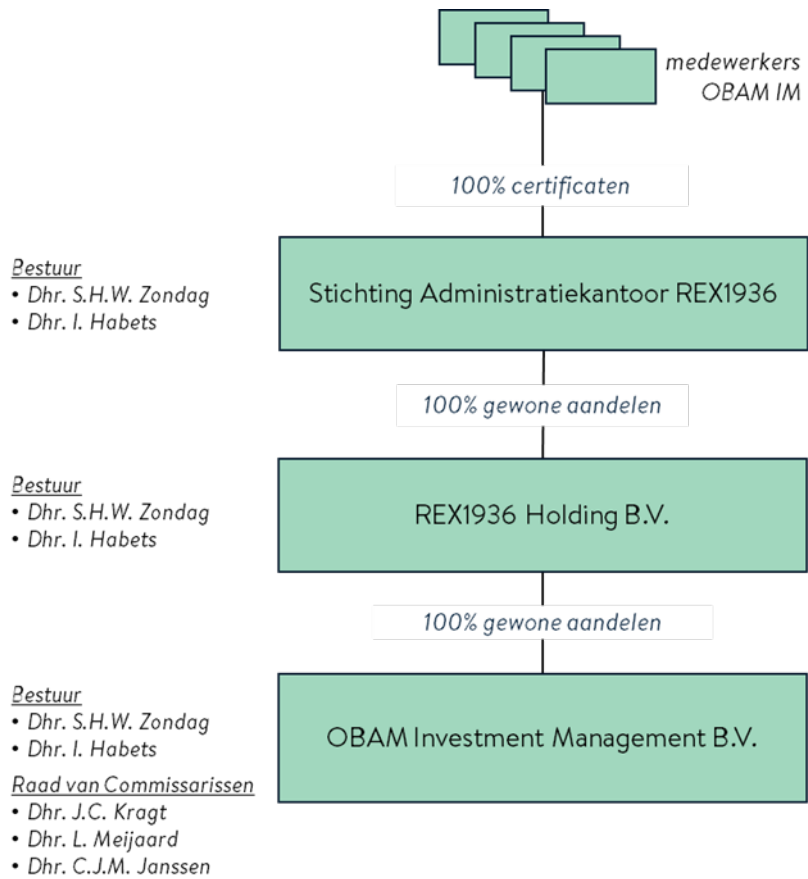 medewerkers
OBAM IM
100% certificaten
Bestuur
• Dhr. S.H.W. Zondag
• Dhr. I. Habets
Stichting Administratiekantoor REX1936
100% gewone aandelen
Bestuur
• Dhr. S.H.W. Zondag
• Dhr. I. Habets
REX1936 Holding B.V.
100% gewone aandelen
Bestuur
• Dhr. S.H.W. Zondag
• Dhr. I. Habets
OBAM Investment Management B.V.
Raad van Commissarissen
• Dhr. J.C. Kragt
• Dhr. L. Meijaard
• Dhr. C.J.M. Janssen